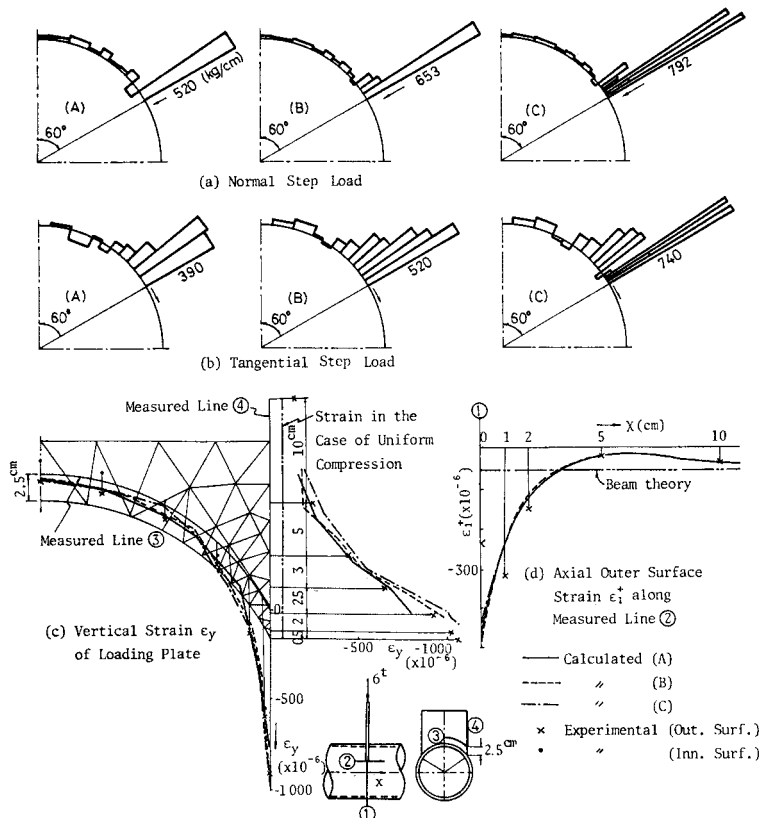 520 (kg/cm)
(A)
60°
653
(B)
60°
792
(C)
60°
(a) Normal Step Load
390
(A)
60°
520
(B)
60°
740
(C)
60°
(b) Tangential Step Load
Measured Line ④
Strain in the
Case of Uniform
Compression
10cm
5
3
2.5
2
0.5
2.5cm
Measured Line ③
0
-500
-1000
εy
(x10-6)
(c) Vertical Strain εy
of Loading Plate
-500
εy
(x10-6)
-1000
①
X(cm)
0
1
2
5
10
Beam theory
ε₁⁺(x10-6)
-300
(d) Axial Outer Surface
Strain ε₁⁺ along
Measured Line ②
Calculated (A)
〃 (B)
〃 (C)
× Experimental (Out. Surf.)
• 〃 (Inn. Surf.)
6t
②
x
①
③
④
2.5cm